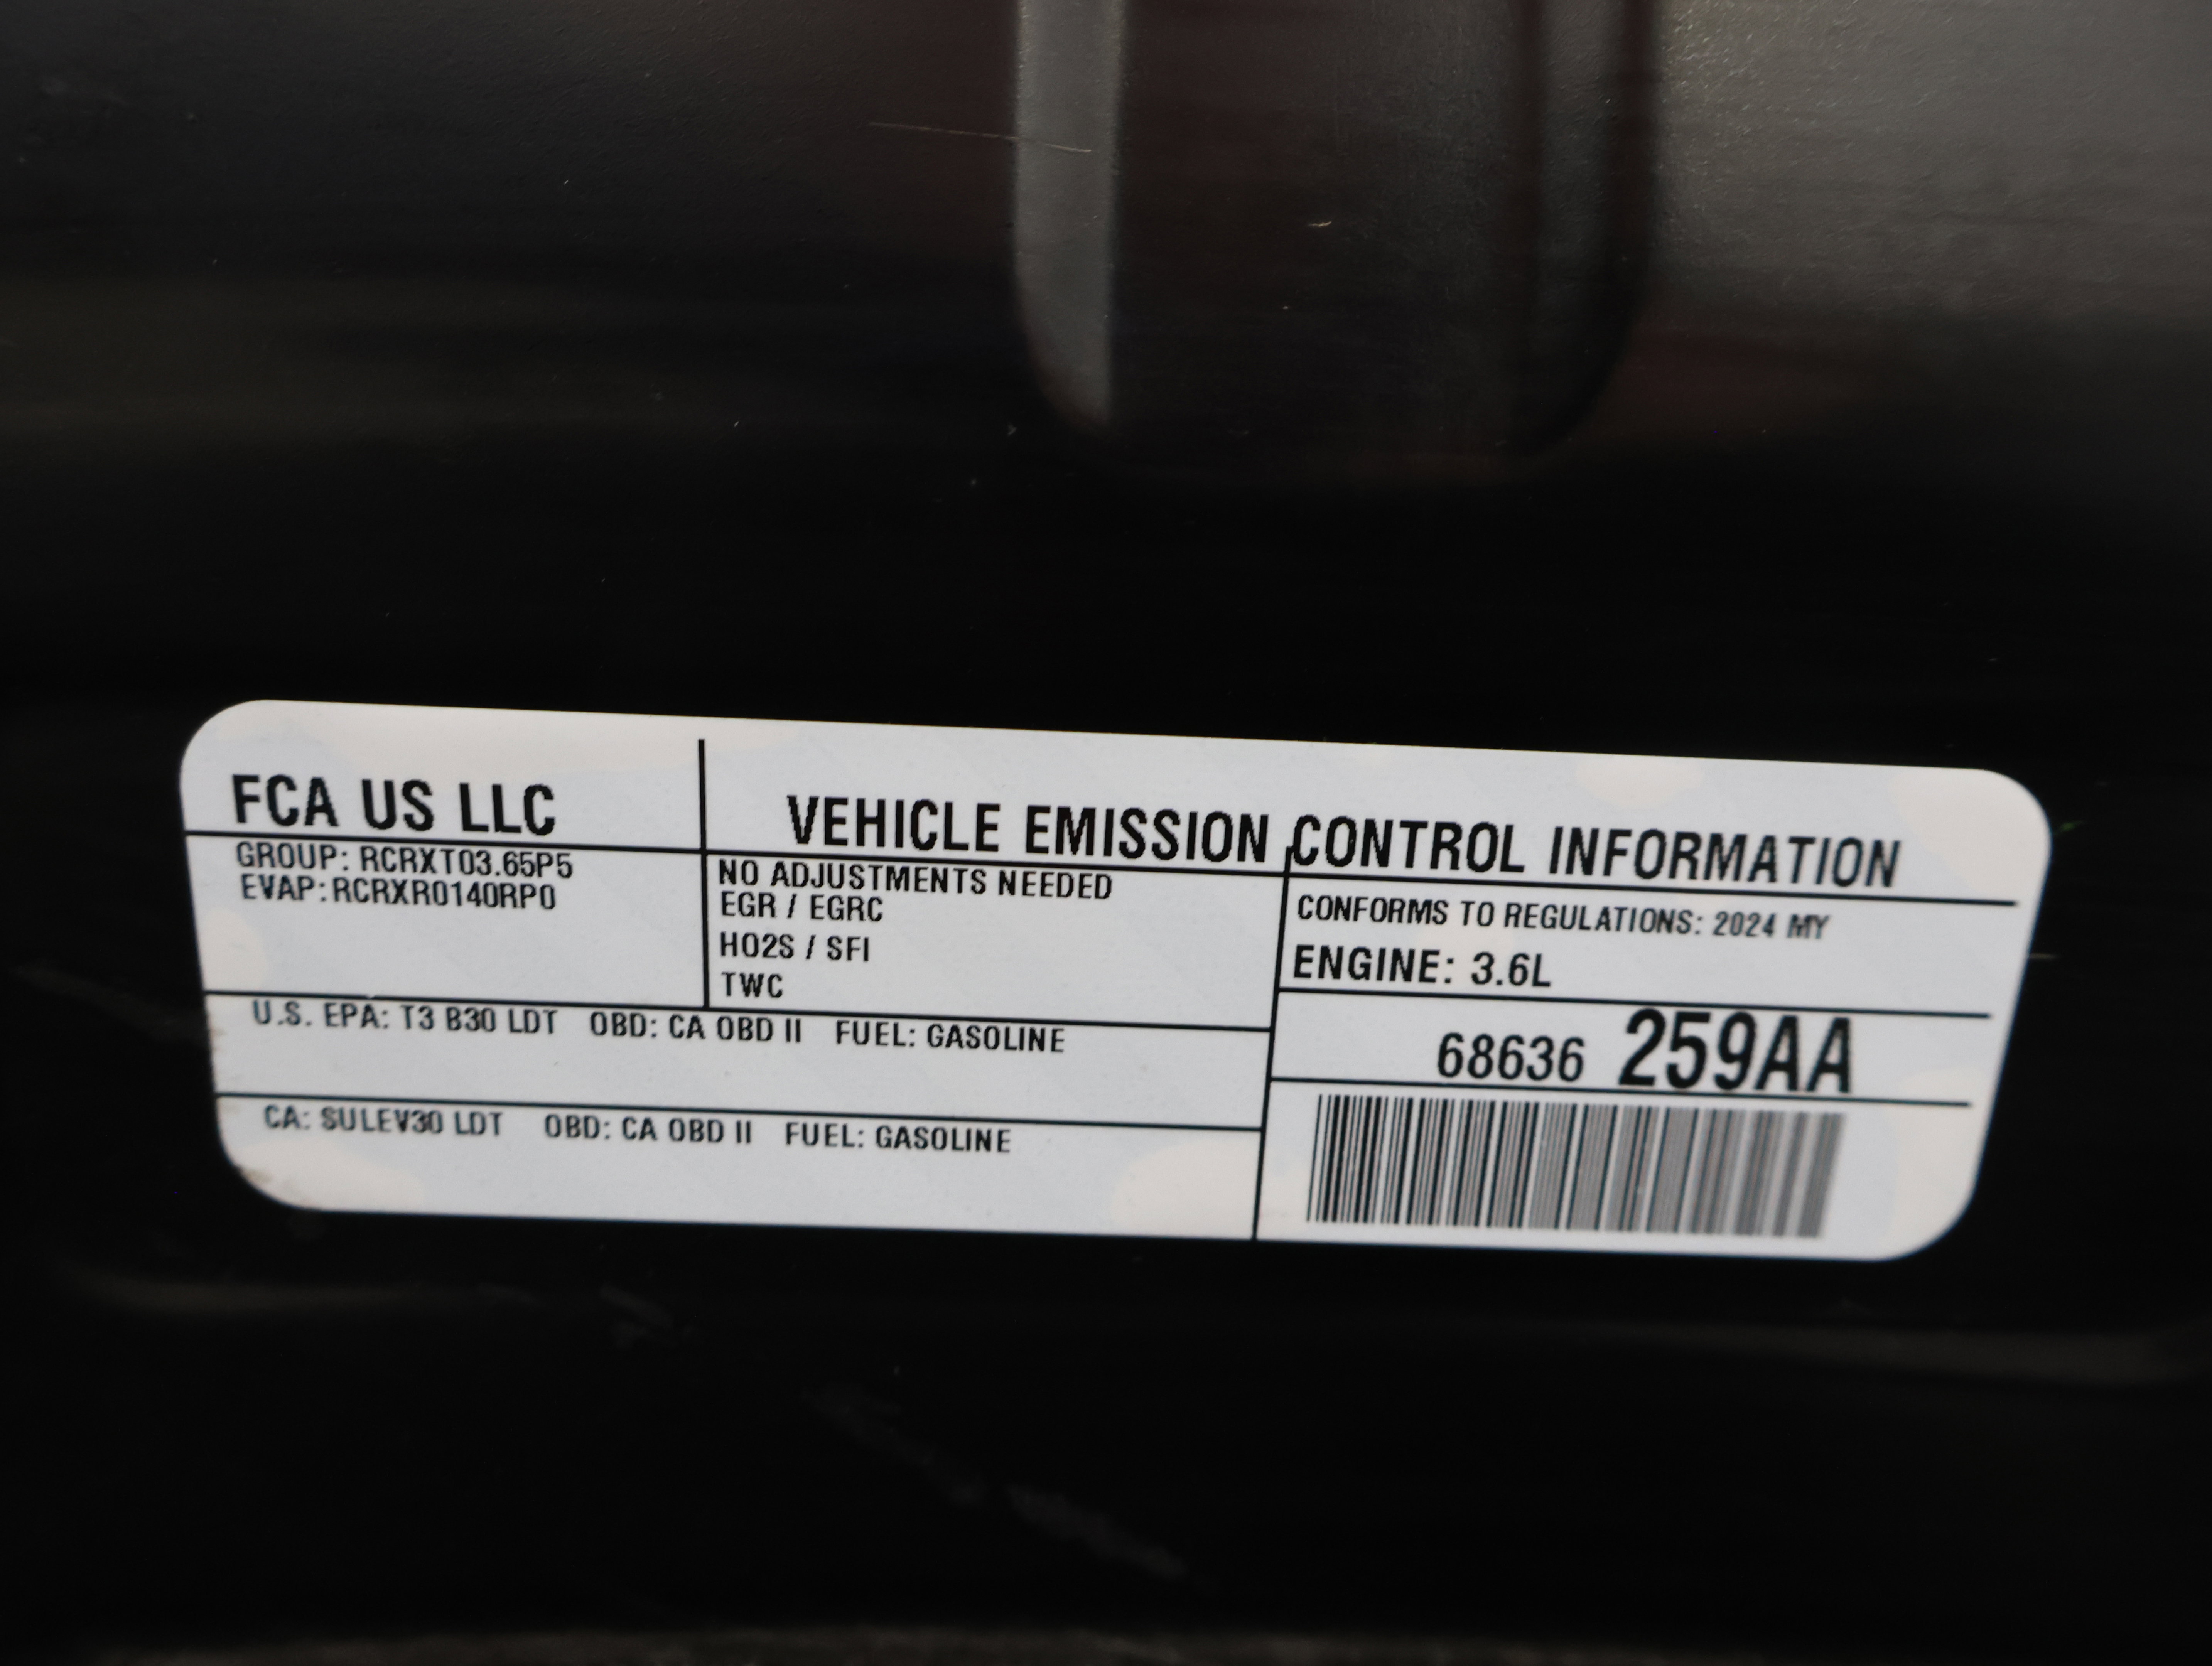 FCA US LLC
VEHICLE EMISSION CONTROL INFORMATION
GROUP: RCRXT03.65P5
EVAP: RCRXR0140RP0
NO ADJUSTMENTS NEEDED
EGR / EGRC
HO2S / SFI
TWC
CONFORMS TO REGULATIONS: 2024 MY
ENGINE: 3.6L
U.S. EPA: T3 B30 LDT OBD: CA OBD II FUEL: GASOLINE
68636 259AA
CA: SULEV30 LDT OBD: CA OBD II FUEL: GASOLINE